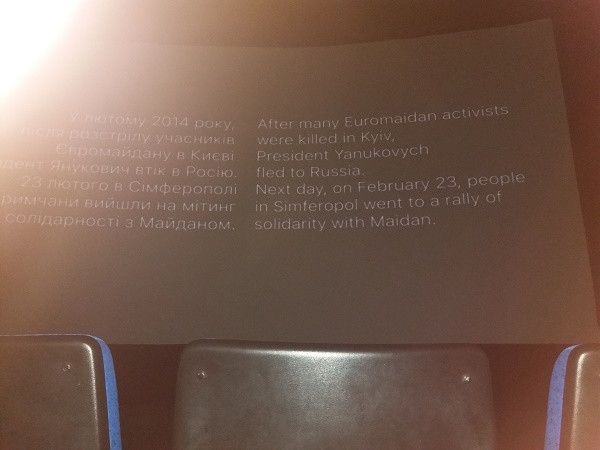 У лютому 2014 року,
після розстрілу учасників
Євромайдану в Києві
Янукович втік в Росію.
23 лютого в Сімферополі
вийшли на мітинг
солідарності з Майданом.
After many Euromaidan activists
were killed in Kyiv,
President Yanukovych
fled to Russia.
Next day, on February 23, people
in Simferopol went to a rally of
solidarity with Maidan.